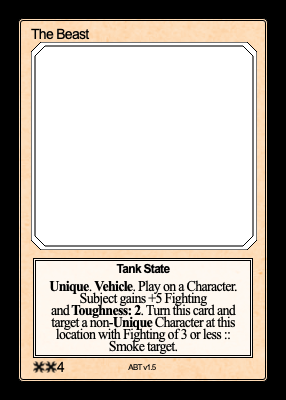 The Beast
Tank State
Unique. Vehicle. Play on a Character.
Subject gains +5 Fighting
and Toughness: 2. Turn this card and
target a non-Unique Character at this
location with Fighting of 3 or less ::
Smoke target.
4
ABT v1.5